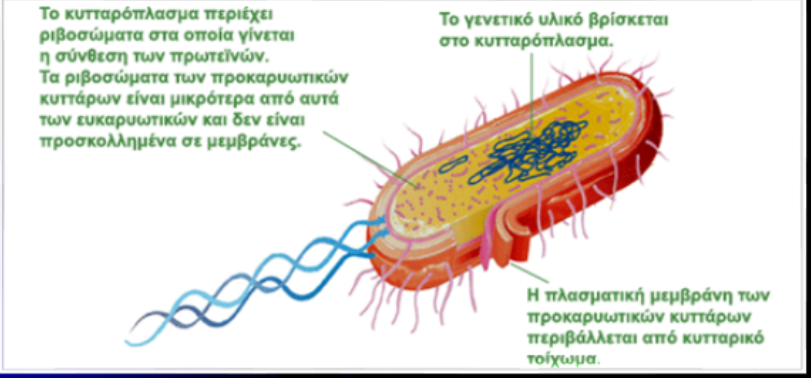 Το κυτταρόπλασμα περιέχει
ριβοσώματα στα οποία γίνεται
η σύνθεση των πρωτεϊνών.
Τα ριβοσώματα των προκαρυωτικών
κυττάρων είναι μικρότερα από αυτά
των ευκαρυωτικών και δεν είναι
προσκολλημένα σε μεμβράνες.
Το γενετικό υλικό βρίσκεται
στο κυτταρόπλασμα.
Η πλασματική μεμβράνη των
προκαρυωτικών κυττάρων
περιβάλλεται από κυτταρικό
τοίχωμα.